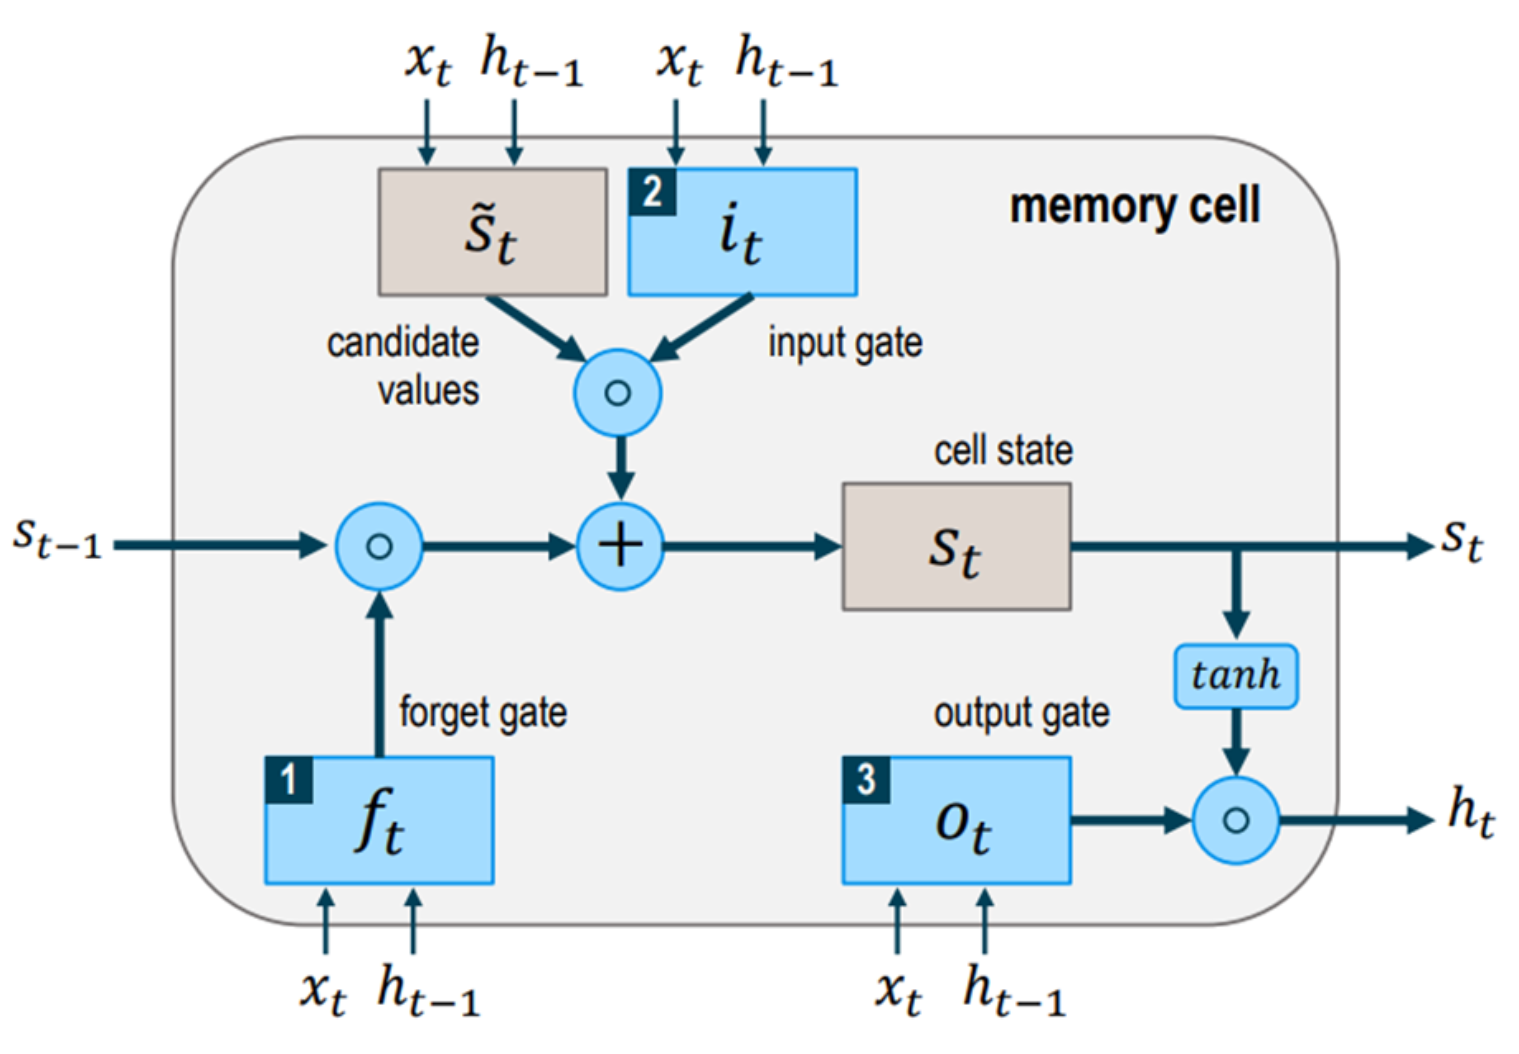 x_t h_{t−1} x_t h_{t−1}
memory cell
s̃_t
2
i_t
candidate
values
input gate
cell state
s_{t−1}
+
s_t
s_t
tanh
forget gate
output gate
1
f_t
3
o_t
h_t
x_t h_{t−1}
x_t h_{t−1}